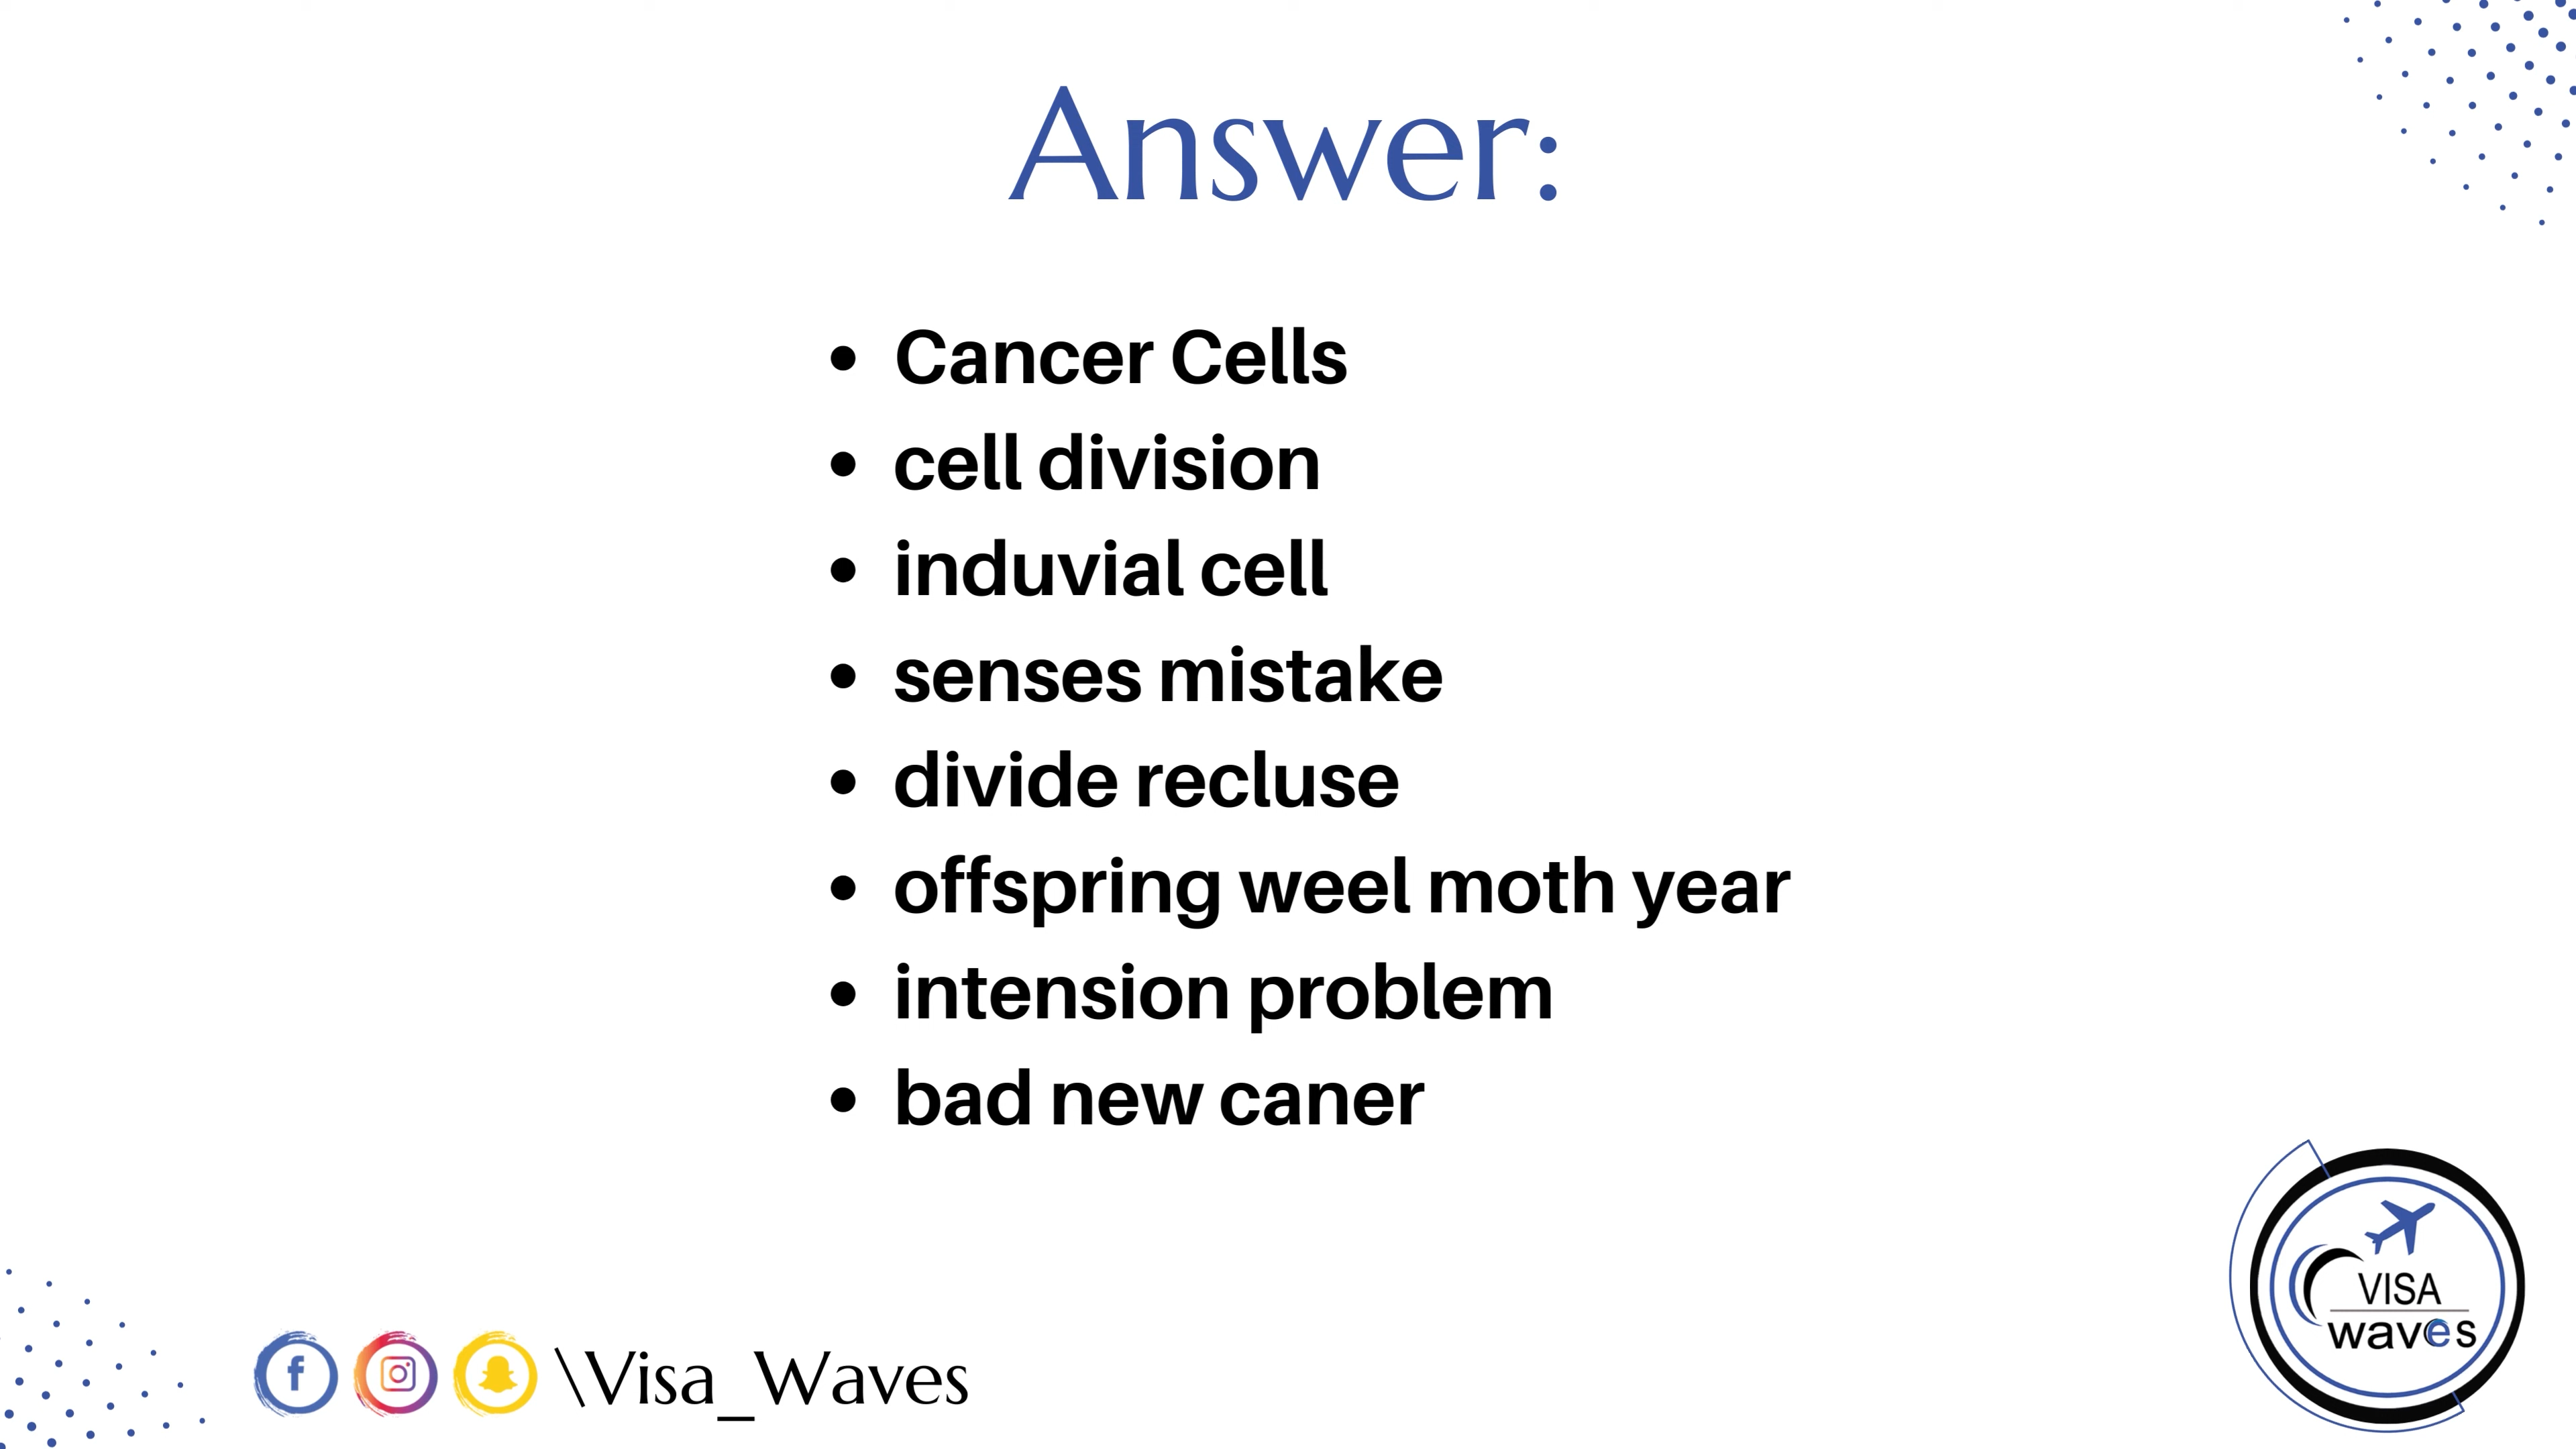 Answer:
• Cancer Cells
• cell division
• induvial cell
• senses mistake
• divide recluse
• offspring weel moth year
• intension problem
• bad new caner
\Visa_Waves
VISA
waves